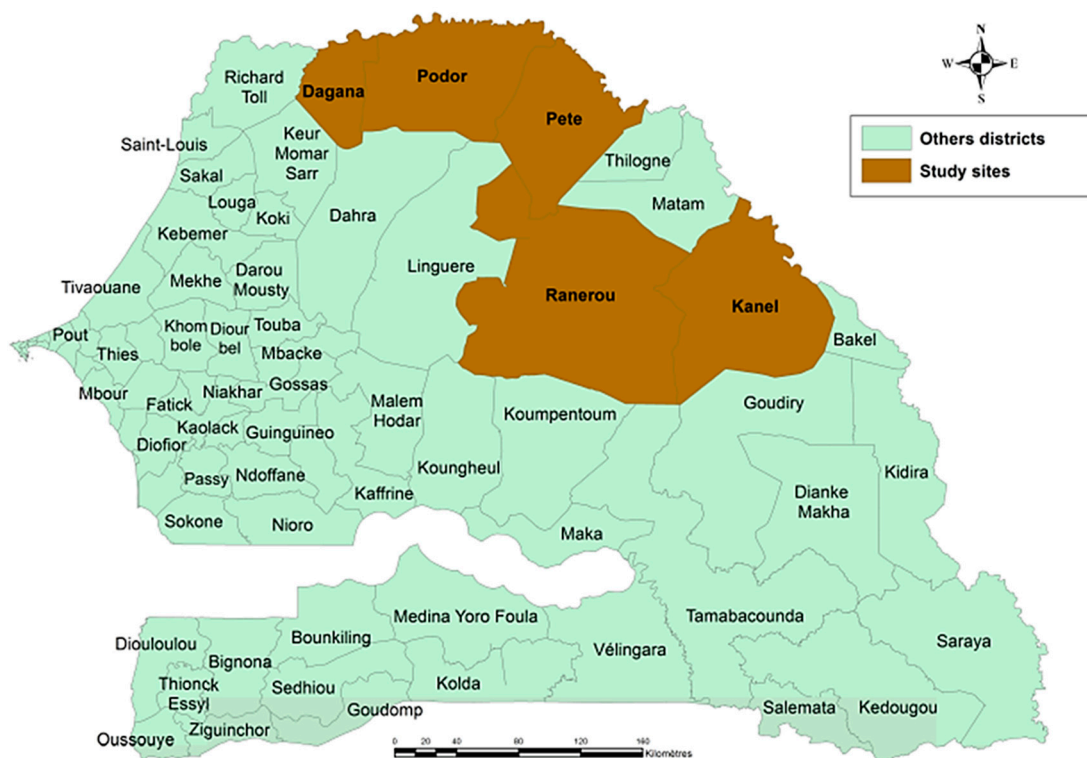 N
W E
S
Others districts
Study sites
Richard
Toll
Dagana
Podor
Pete
Saint-Louis
Keur
Momar
Sarr
Thilogne
Sakal
Louga
Koki
Dahra
Matam
Kebemer
Linguere
Mekhe
Darou
Mousty
Tivaouane
Ranerou
Kanel
Pout
Thies
Khom
bole
Diour
bel
Touba
Mbacke
Bakel
Mbour
Niakhar
Gossas
Fatick
Malem
Hodar
Koumpentoum
Goudiry
Kaolack
Guinguineo
Diofior
Passy
Ndoffane
Koungheul
Kidira
Kaffrine
Dianke
Makha
Sokone
Nioro
Maka
Medina Yoro Foula
Tamabacounda
Diouloulou
Bounkiling
Saraya
Bignona
Vélingara
Thionck
Essyl
Sedhiou
Kolda
Goudomp
Salemata
Kedougou
Oussouye
Ziguinchor
0 20 40 80 120 160
Kilomètres